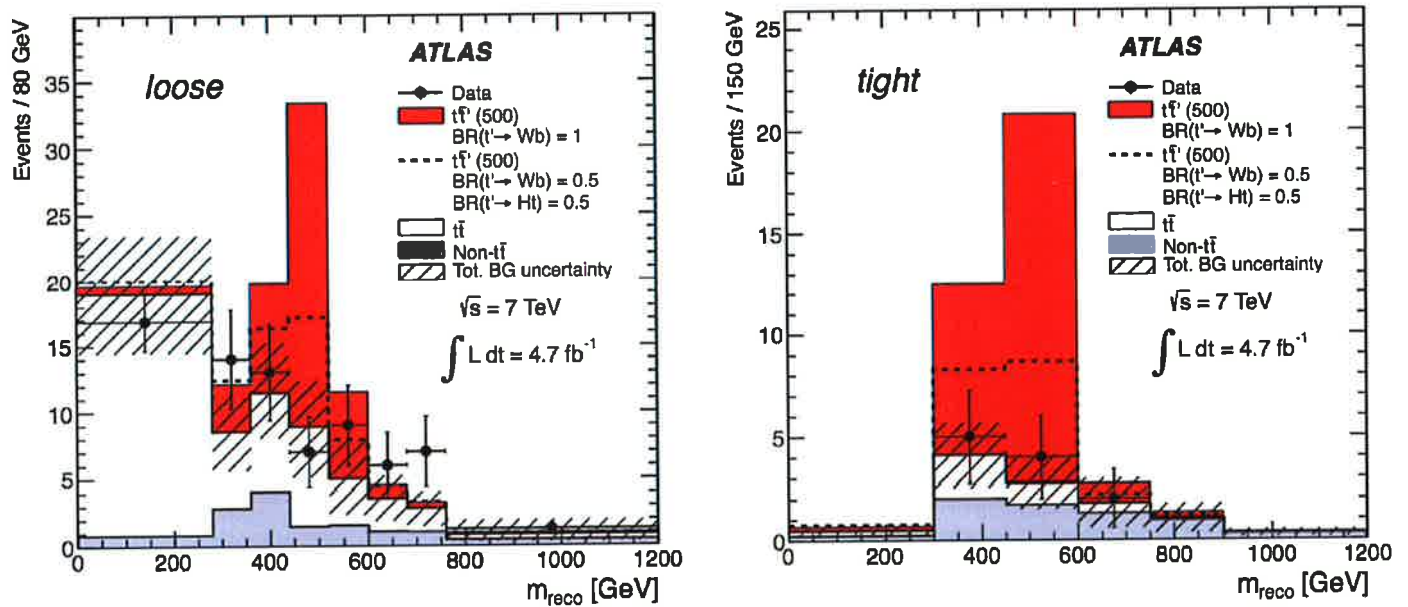 Events / 80 GeV
loose
ATLAS
Data
tt̄' (500)
BR(t'→ Wb) = 1
tt̄' (500)
BR(t'→ Wb) = 0.5
BR(t'→ Ht) = 0.5
tt̄
Non-tt̄
Tot. BG uncertainty
√s = 7 TeV
∫ L dt = 4.7 fb⁻¹
35
30
25
20
15
10
5
0
0 200 400 600 800 1000 1200
m_reco [GeV]
Events / 150 GeV
tight
ATLAS
Data
tt̄' (500)
BR(t'→ Wb) = 1
tt̄' (500)
BR(t'→ Wb) = 0.5
BR(t'→ Ht) = 0.5
tt̄
Non-tt̄
Tot. BG uncertainty
√s = 7 TeV
∫ L dt = 4.7 fb⁻¹
25
20
15
10
5
0
0 200 400 600 800 1000 1200
m_reco [GeV]